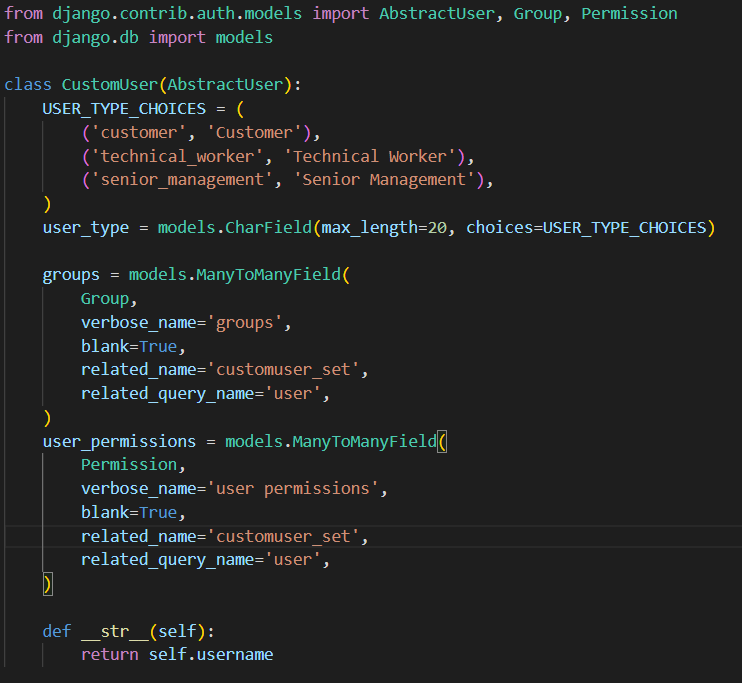 from django.contrib.auth.models import AbstractUser, Group, Permission
from django.db import models

class CustomUser(AbstractUser):
    USER_TYPE_CHOICES = (
        ('customer', 'Customer'),
        ('technical_worker', 'Technical Worker'),
        ('senior_management', 'Senior Management'),
    )
    user_type = models.CharField(max_length=20, choices=USER_TYPE_CHOICES)

    groups = models.ManyToManyField(
        Group,
        verbose_name='groups',
        blank=True,
        related_name='customuser_set',
        related_query_name='user',
    )
    user_permissions = models.ManyToManyField(
        Permission,
        verbose_name='user permissions',
        blank=True,
        related_name='customuser_set',
        related_query_name='user',
    )

    def __str__(self):
        return self.username